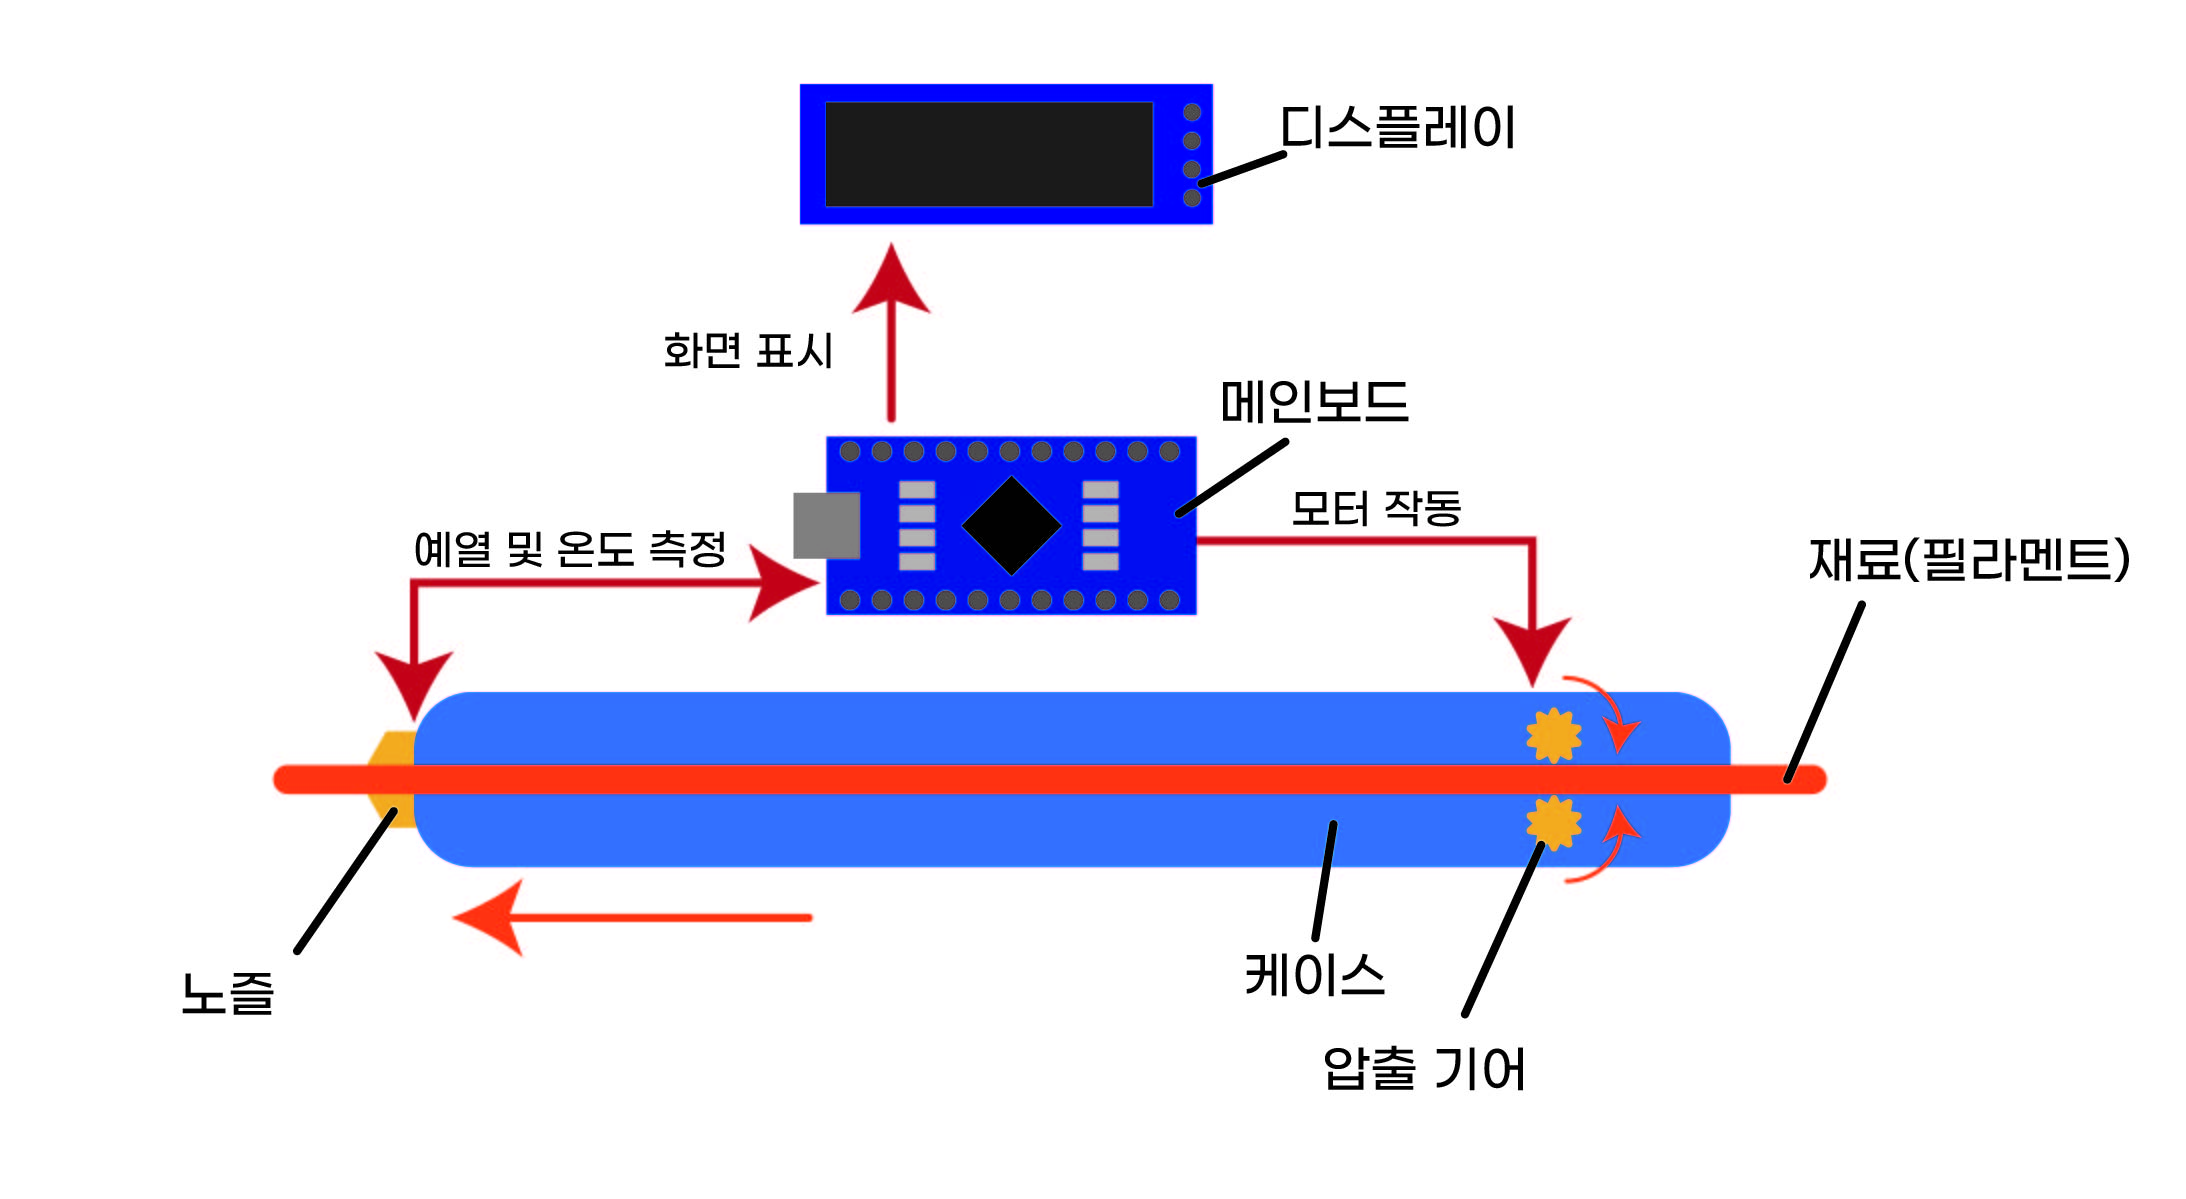 디스플레이
화면 표시
메인보드
모터 작동
예열 및 온도 측정
재료(필라멘트)
노즐
케이스
압출 기어